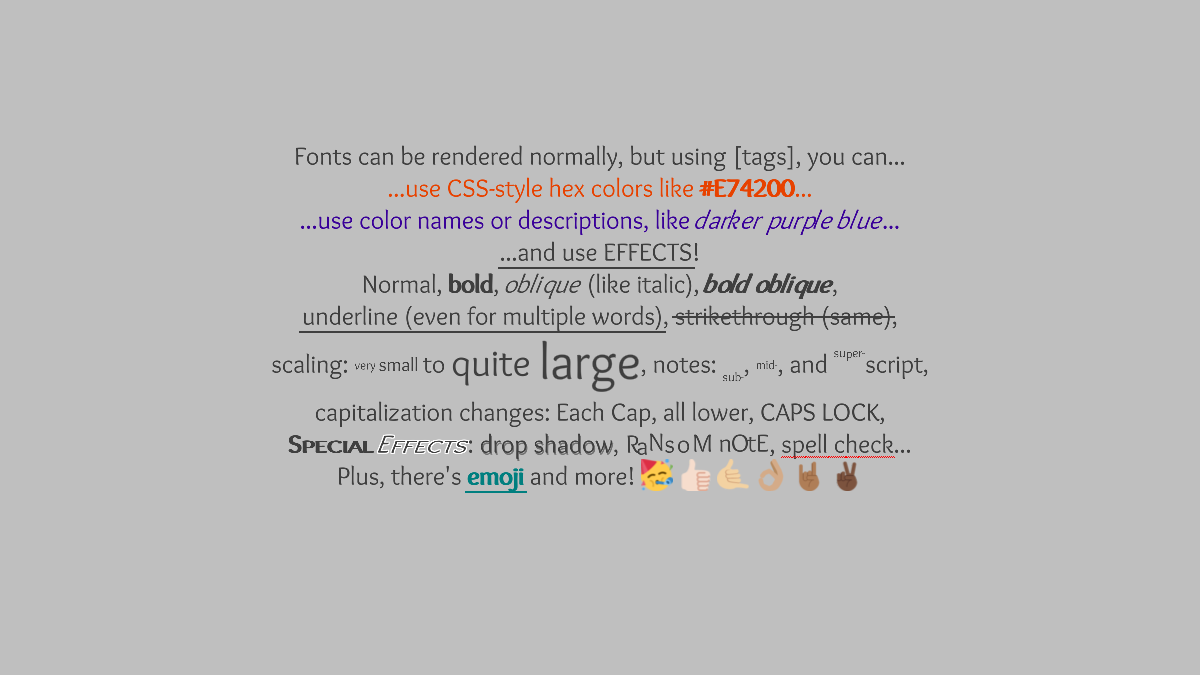 Fonts can be rendered normally, but using [tags], you can...
...use CSS-style hex colors like #E74200...
...use color names or descriptions, like darker purple blue...
...and use EFFECTS!
Normal, bold, oblique (like italic), bold oblique,
underline (even for multiple words), strikethrough (same),
scaling: very small to quite large, notes: sub-, mid-, and super-script,
capitalization changes: Each Cap, all lower, CAPS LOCK,
Special Effects: drop shadow, RaNsoM nOtE, spell check...
Plus, there's emoji and more! 🥳👍🏻🤙🏼👌🏽🤘🏾✌🏿